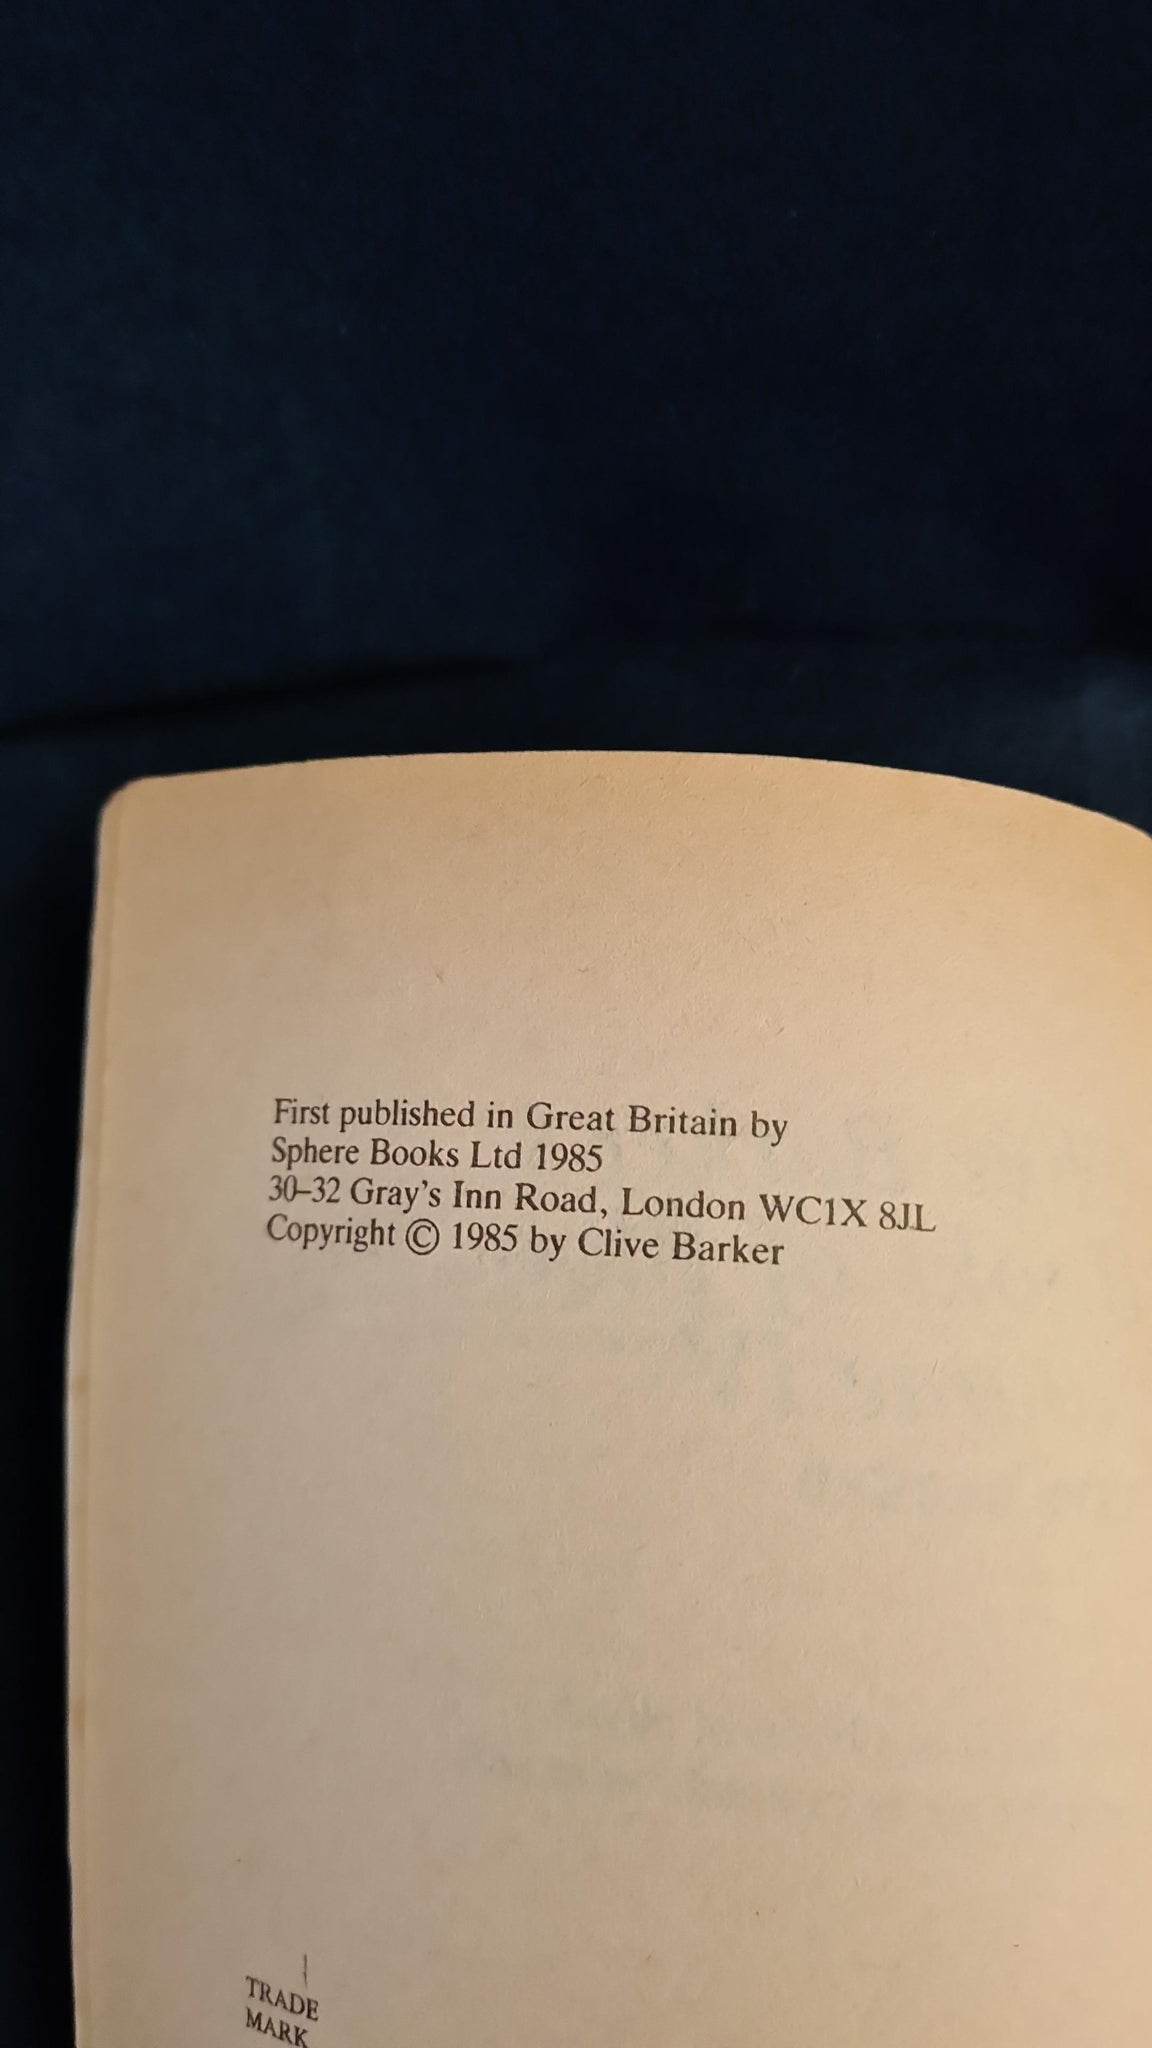 First published in Great Britain by
Sphere Books Ltd 1985
30–32 Gray's Inn Road, London WC1X 8JL
Copyright © 1985 by Clive Barker
TRADE
MARK